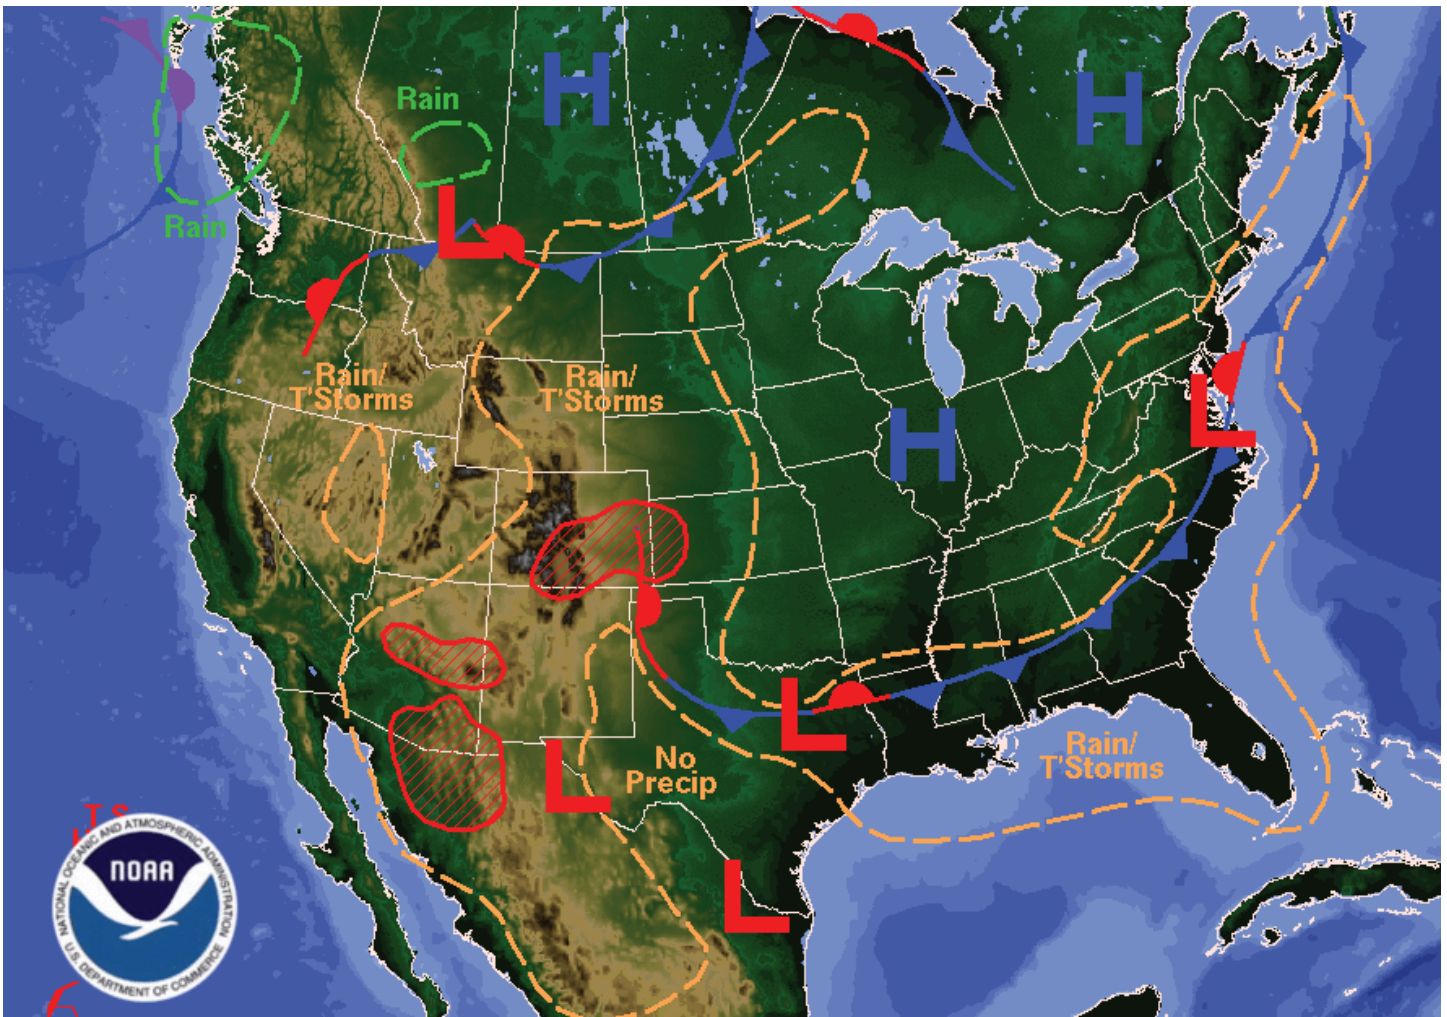 H
Rain
H
L
Rain
Rain/
T'Storms
Rain/
T'Storms
L
H
L
No
Precip
Rain/
T'Storms
L
L
T.S.
NATIONAL OCEANIC AND ATMOSPHERIC ADMINISTRATION
NOAA
U.S. DEPARTMENT OF COMMERCE